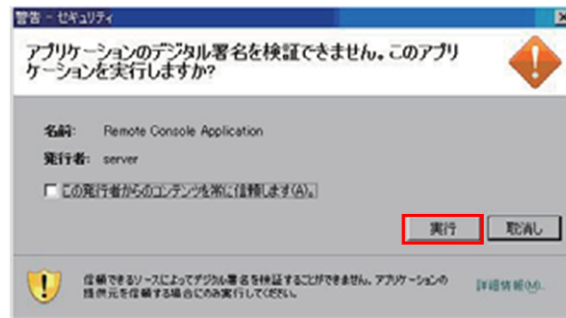 警告 - セキュリティ
アプリケーションのデジタル署名を検証できません。このアプリ
ケーションを実行しますか?
名前: Remote Console Application
発行者: server
この発行者からのコンテンツを常に信頼します(A)。
実行 取消し
信頼できるソースによってデジタル署名を検証することができません。アプリケーションの
提供元を信頼する場合にのみ実行してください。
詳細情報(M)...